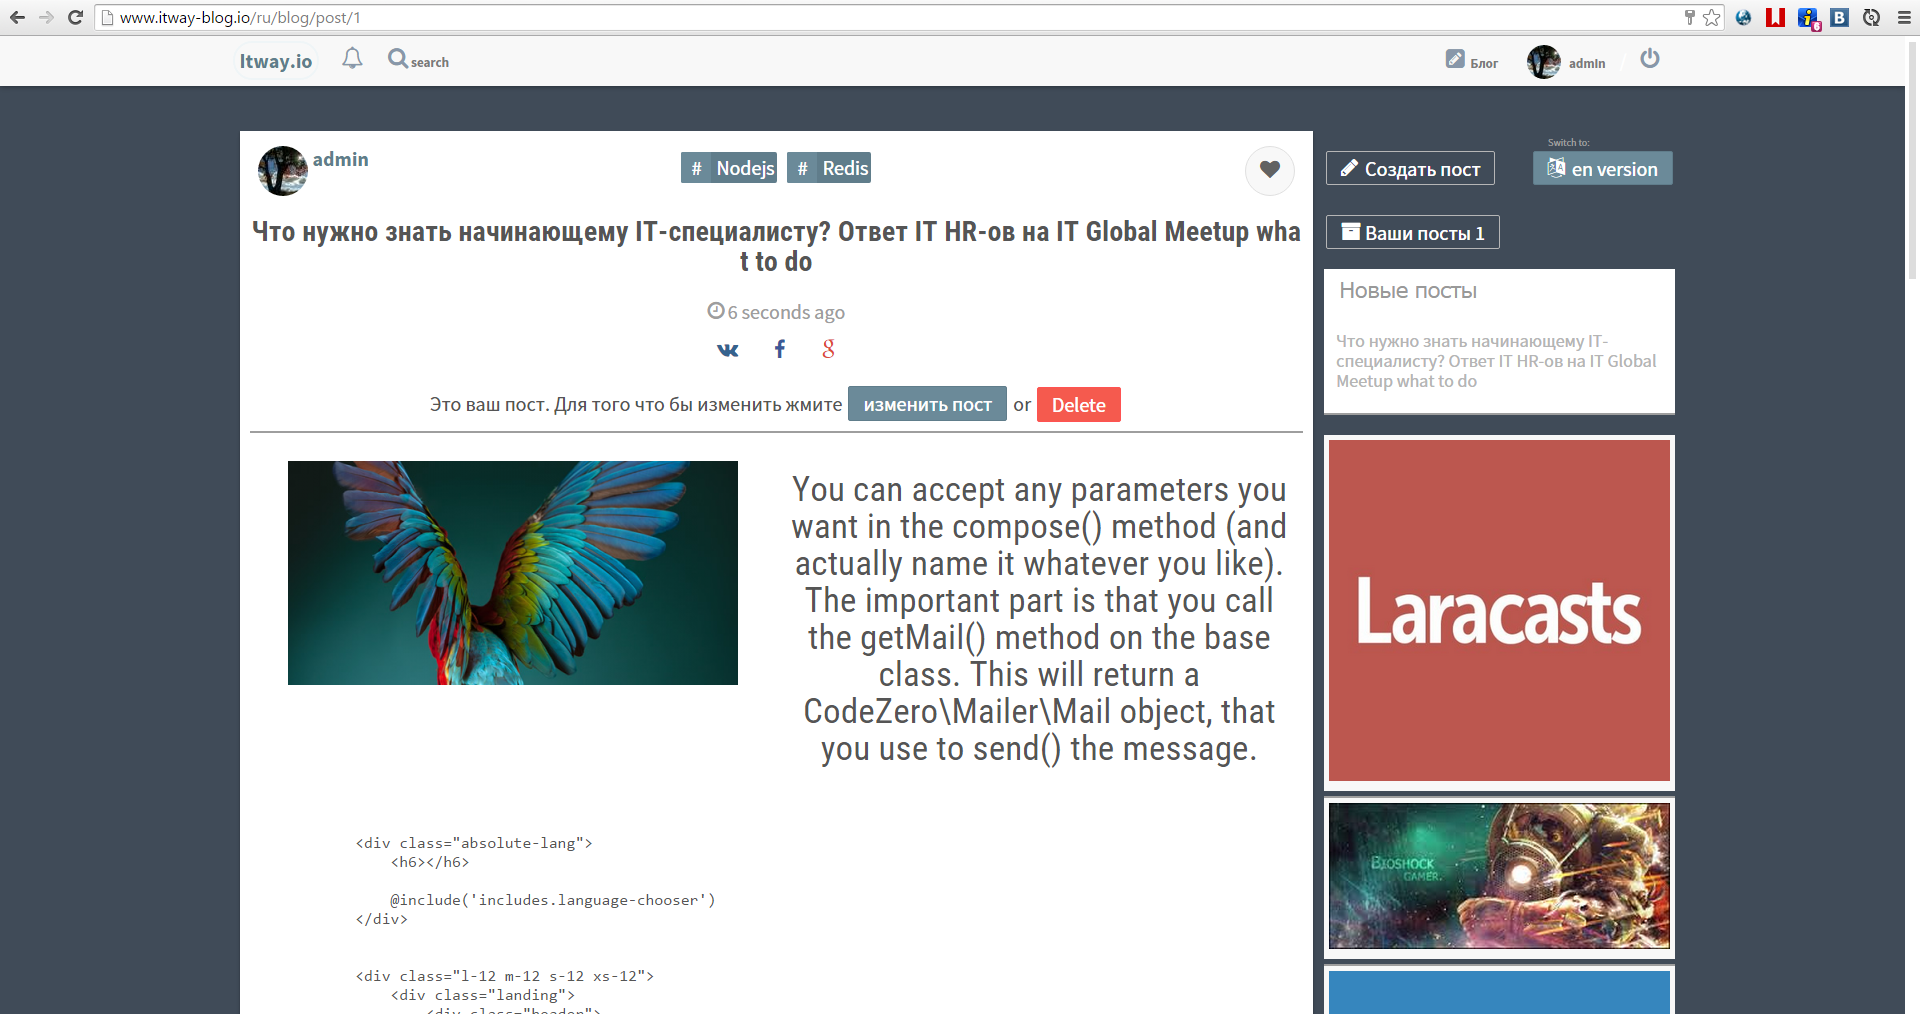 www.itway-blog.io/ru/blog/post/1
Itway.io
search
Блог
admin
admin
# Nodejs
# Redis
Что нужно знать начинающему IT-специалисту? Ответ IT HR-ов на IT Global Meetup wha
t to do
6 seconds ago
Это ваш пост. Для того что бы изменить жмите изменить пост or Delete
You can accept any parameters you
want in the compose() method (and
actually name it whatever you like).
The important part is that you call
the getMail() method on the base
class. This will return a
CodeZero\Mailer\Mail object, that
you use to send() the message.
<div class="absolute-lang">
<h6></h6>
@include('includes.language-chooser')
</div>
<div class="l-12 m-12 s-12 xs-12">
<div class="landing">
<div class="header">
Создать пост
Switch to:
en version
Ваши посты 1
Новые посты
Что нужно знать начинающему IT-
специалисту? Ответ IT HR-ов на IT Global
Meetup what to do
Laracasts
BIOSHOCK
GAMER.